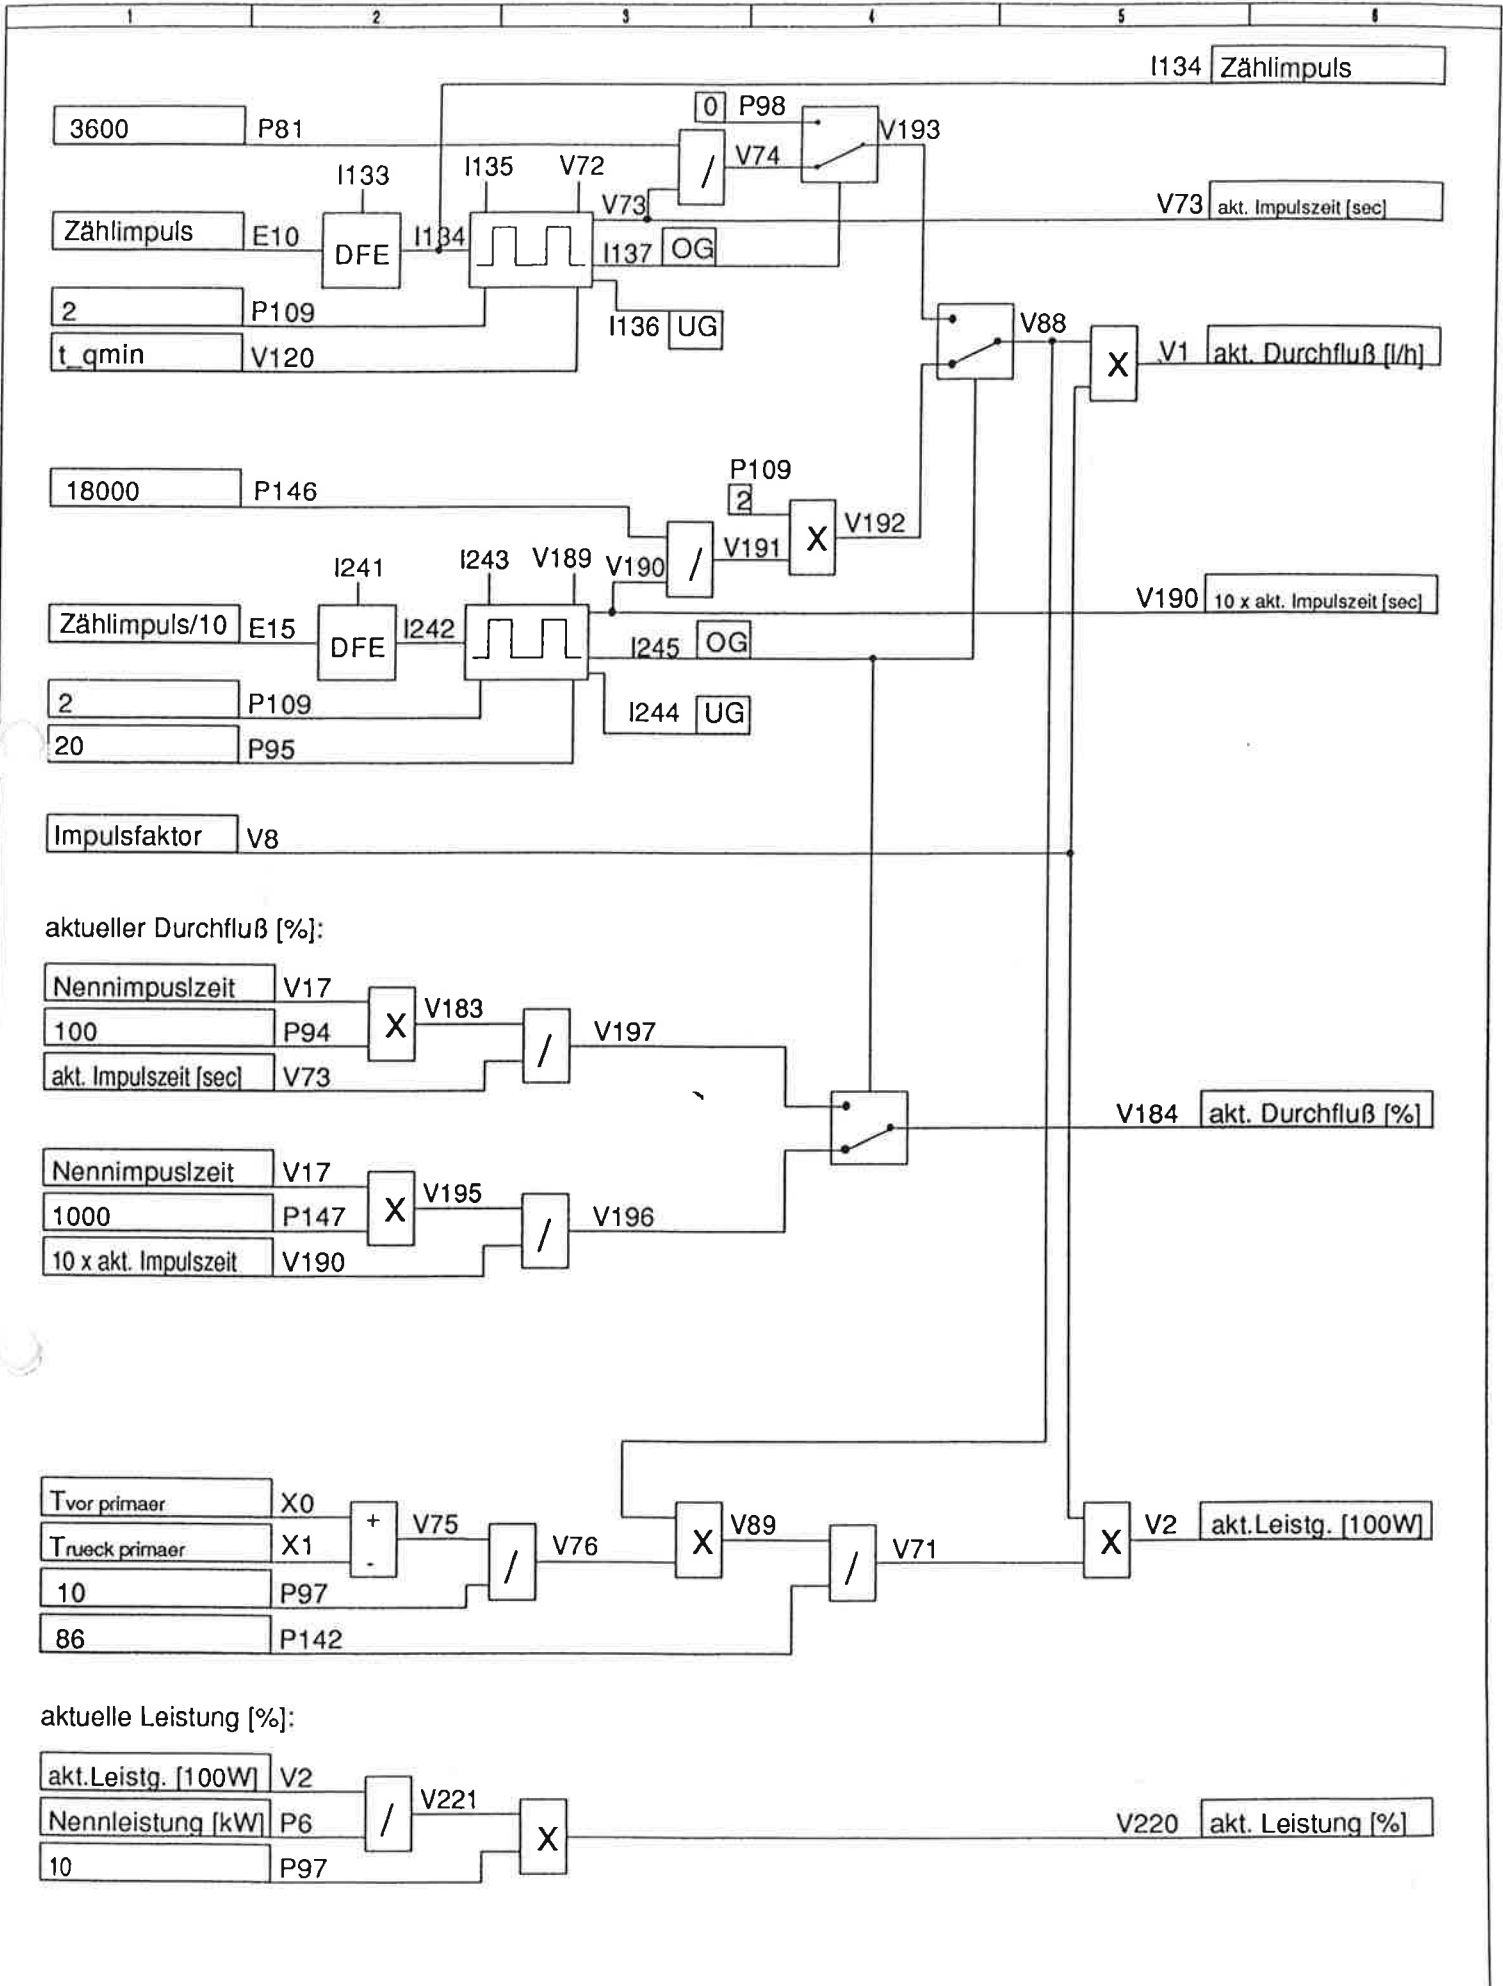 1 2 3 4 5 6
I134 Zählimpuls
0 P98
3600 P81
V193
V74
I133 I135 V72
V73
V73 akt. Impulszeit [sec]
Zählimpuls E10 DFE I134
I137 OG
2 P109
I136 UG
V88
t_qmin V120
X V1 akt. Durchfluß [l/h]
P109
18000 P146
2
V192
X
/ V191
I241 I243 V189 V190
V190 10 x akt. Impulszeit [sec]
Zählimpuls/10 E15 DFE I242
I245 OG
2 P109
I244 UG
20 P95
Impulsfaktor V8
aktueller Durchfluß [%]:
Nennimpuslzeit V17
V183
100 P94 X
/ V197
akt. Impulszeit [sec] V73
V184 akt. Durchfluß [%]
Nennimpuslzeit V17
V195
1000 P147 X
/ V196
10 x akt. Impulszeit V190
Tvor primaer X0
+ V75
V89
V2 akt.Leistg. [100W]
Trueck primaer X1
-
/ V76 X / V71 X
10 P97
86 P142
aktuelle Leistung [%]:
akt.Leistg. [100W] V2
V221
Nennleistung [kW] P6 /
X V220 akt. Leistung [%]
10 P97